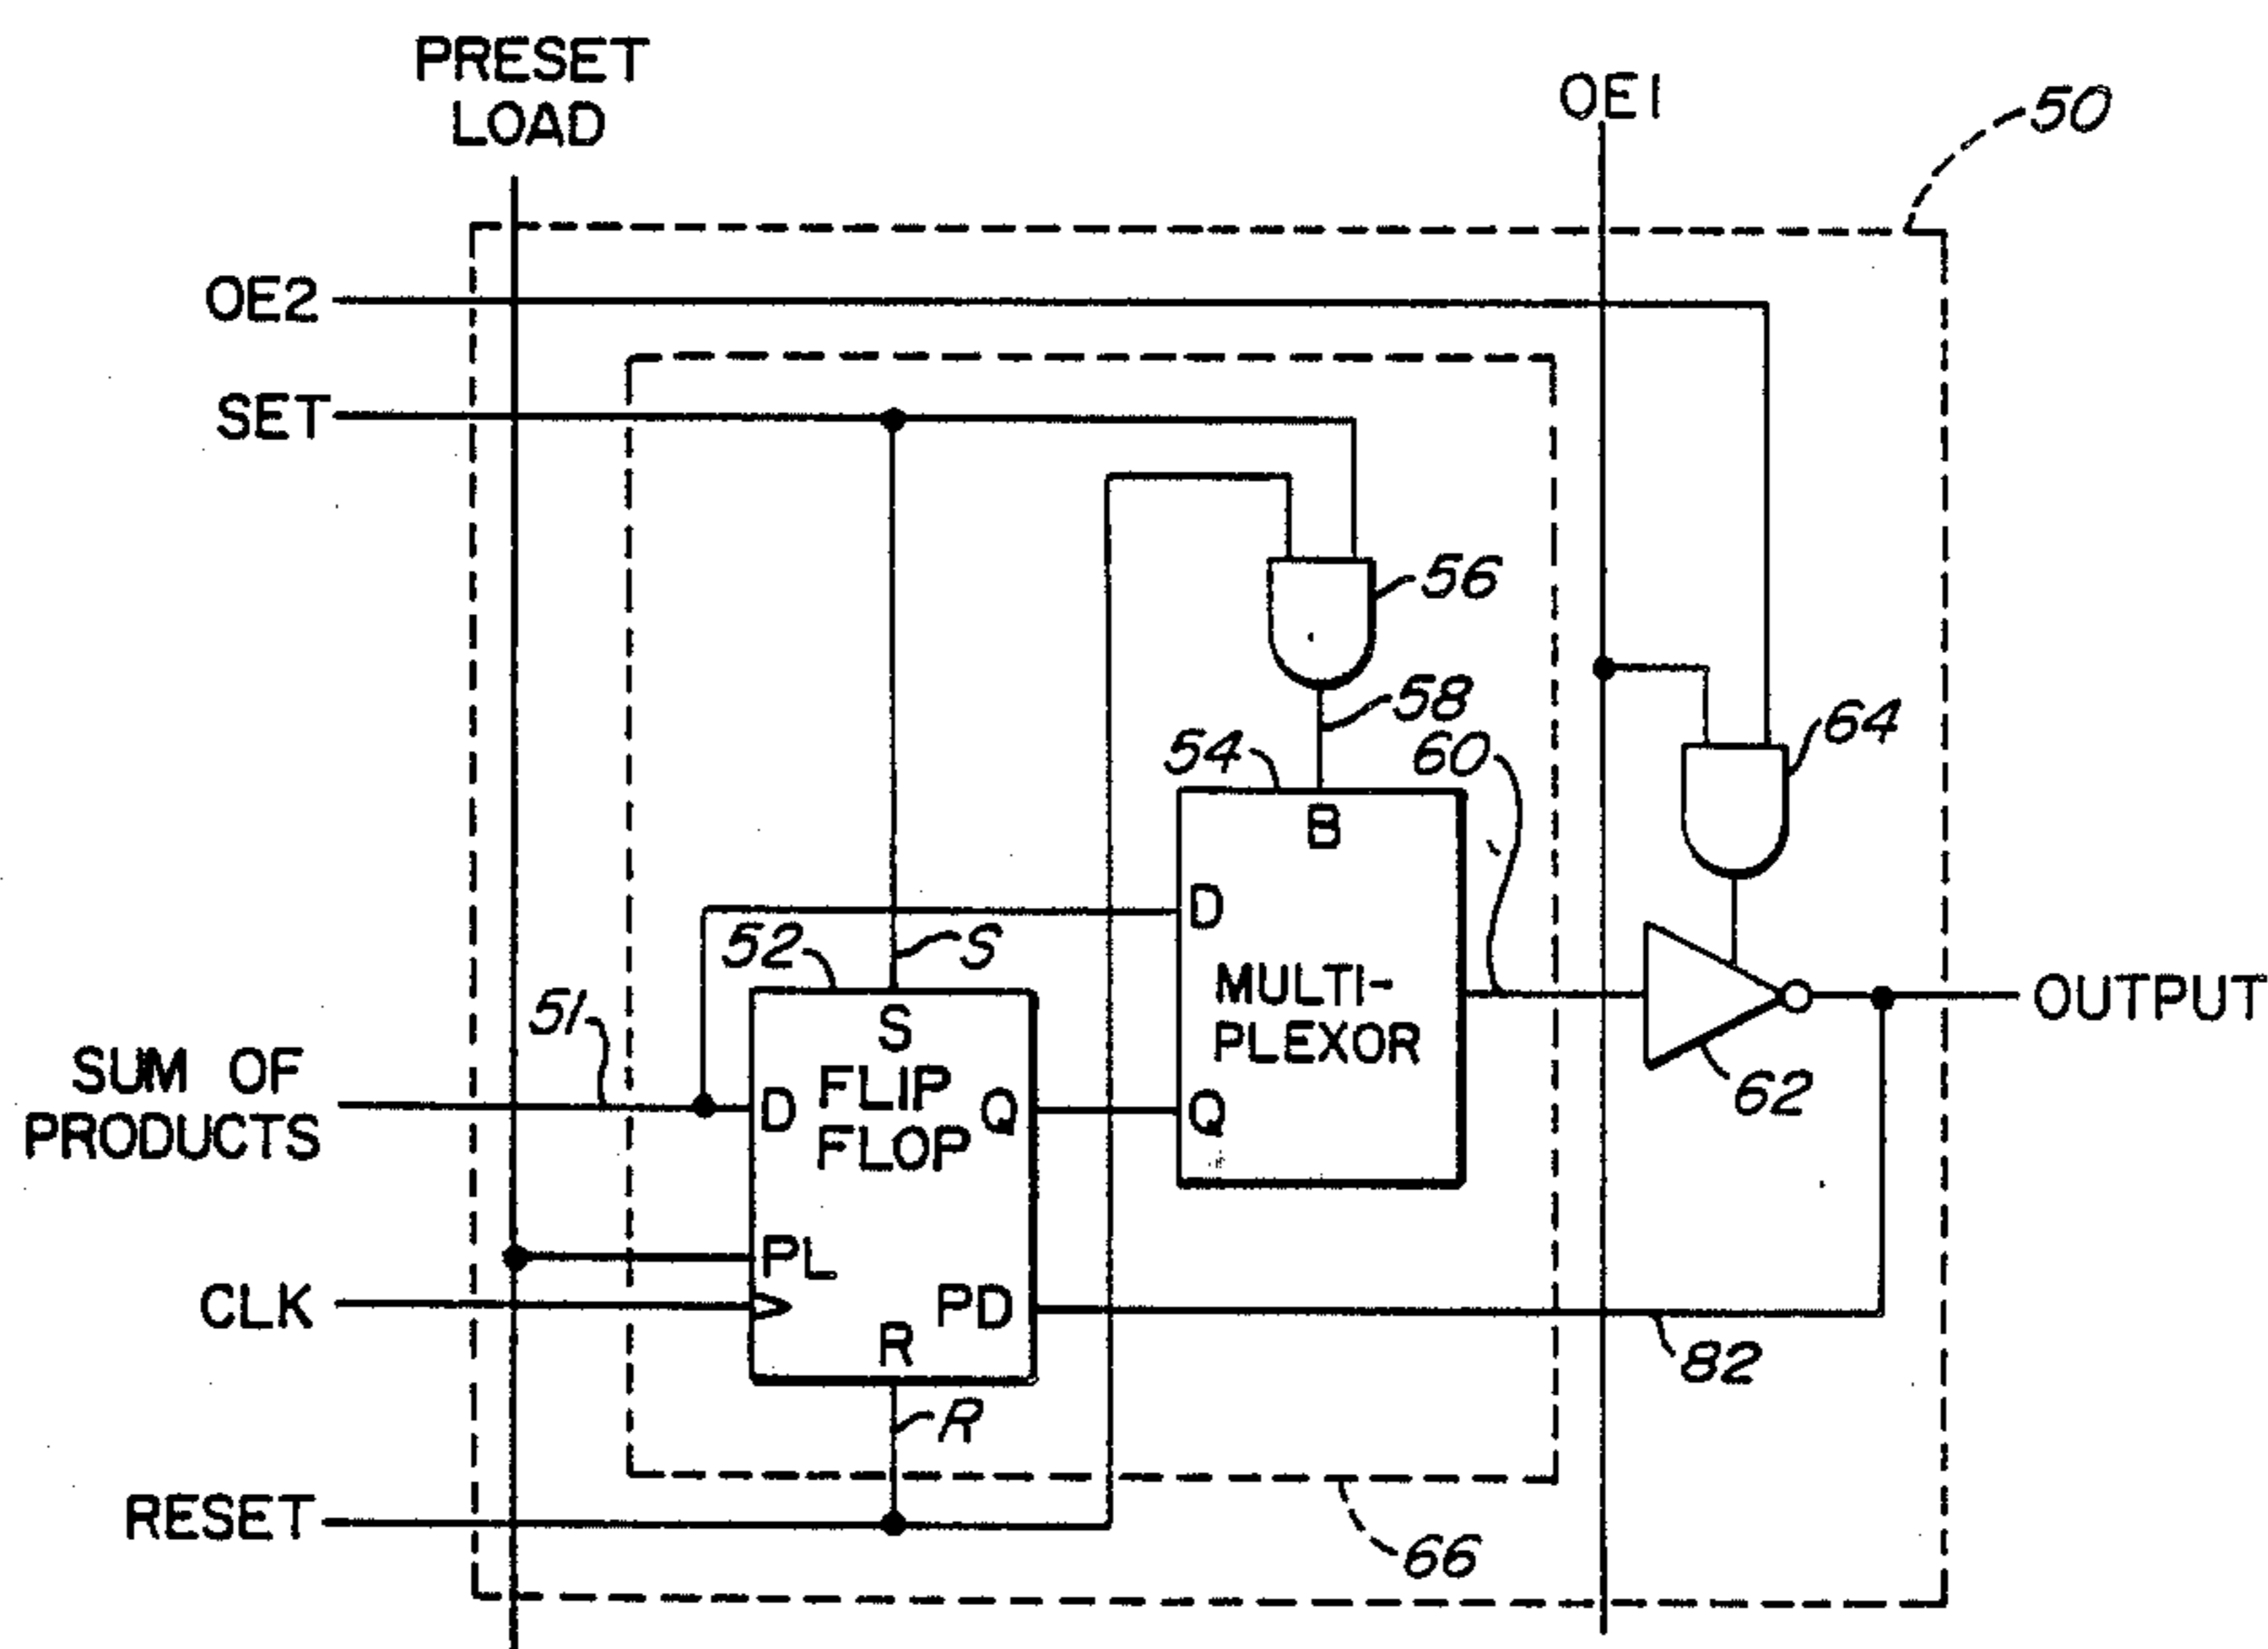 PRESET
LOAD
OE1
50
OE2
SET
56
58
64
54
60
B
D
52
S
MULTI-
PLEXOR
OUTPUT
51
S
SUM OF
PRODUCTS
D
FLIP
FLOP
Q
Q
62
PL
CLK
PD
R
82
R
RESET
66